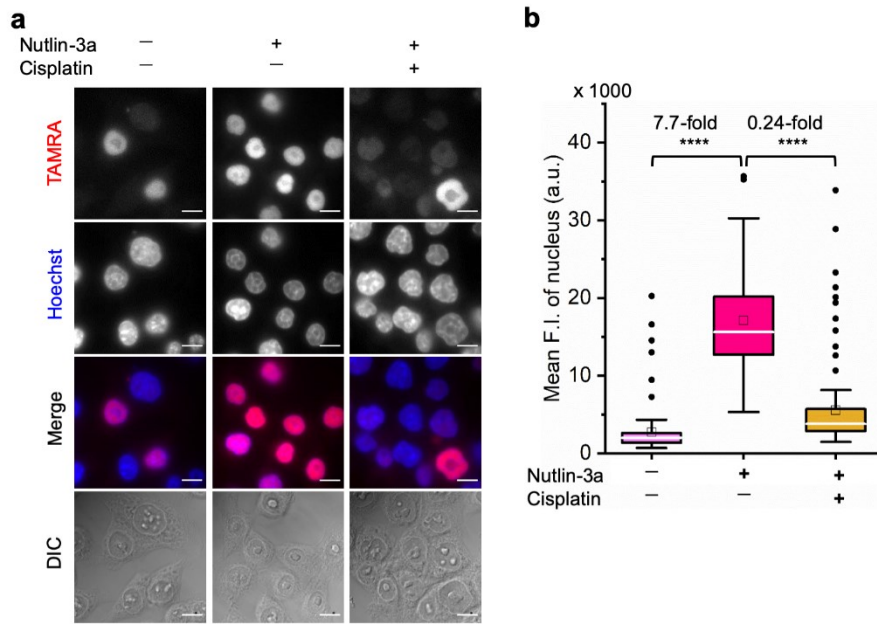 a
Nutlin-3a — + +
Cisplatin — — +
TAMRA
Hoechst
Merge
DIC
b
x 1000
7.7-fold 0.24-fold
**** ****
40
30
20
10
0
Mean F.I. of nucleus (a.u.)
Nutlin-3a — + +
Cisplatin — — +